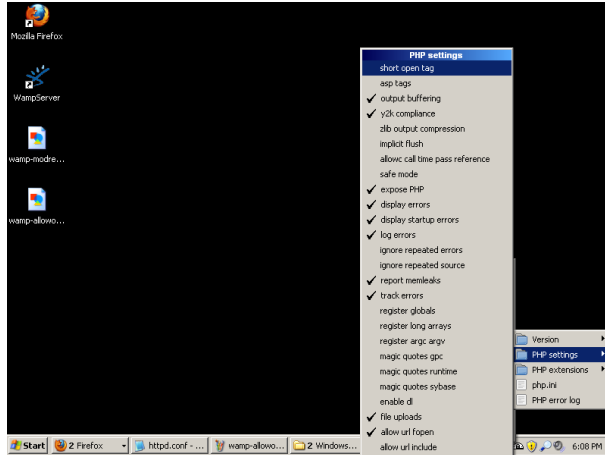 Mozilla Firefox
WampServer
wamp-modre...
wamp-allowo...
PHP settings
short open tag
asp tags
output buffering
y2k compliance
zlib output compression
implicit flush
allowc call time pass reference
safe mode
expose PHP
display errors
display startup errors
log errors
ignore repeated errors
ignore repeated source
report memleaks
track errors
register globals
register long arrays
register argc argv
magic quotes gpc
magic quotes runtime
magic quotes sybase
enable dl
file uploads
allow url fopen
allow url include
Version
PHP settings
PHP extensions
php.ini
PHP error log
Start
2 Firefox
httpd.conf - ...
wamp-allowo...
2 Windows...
6:08 PM